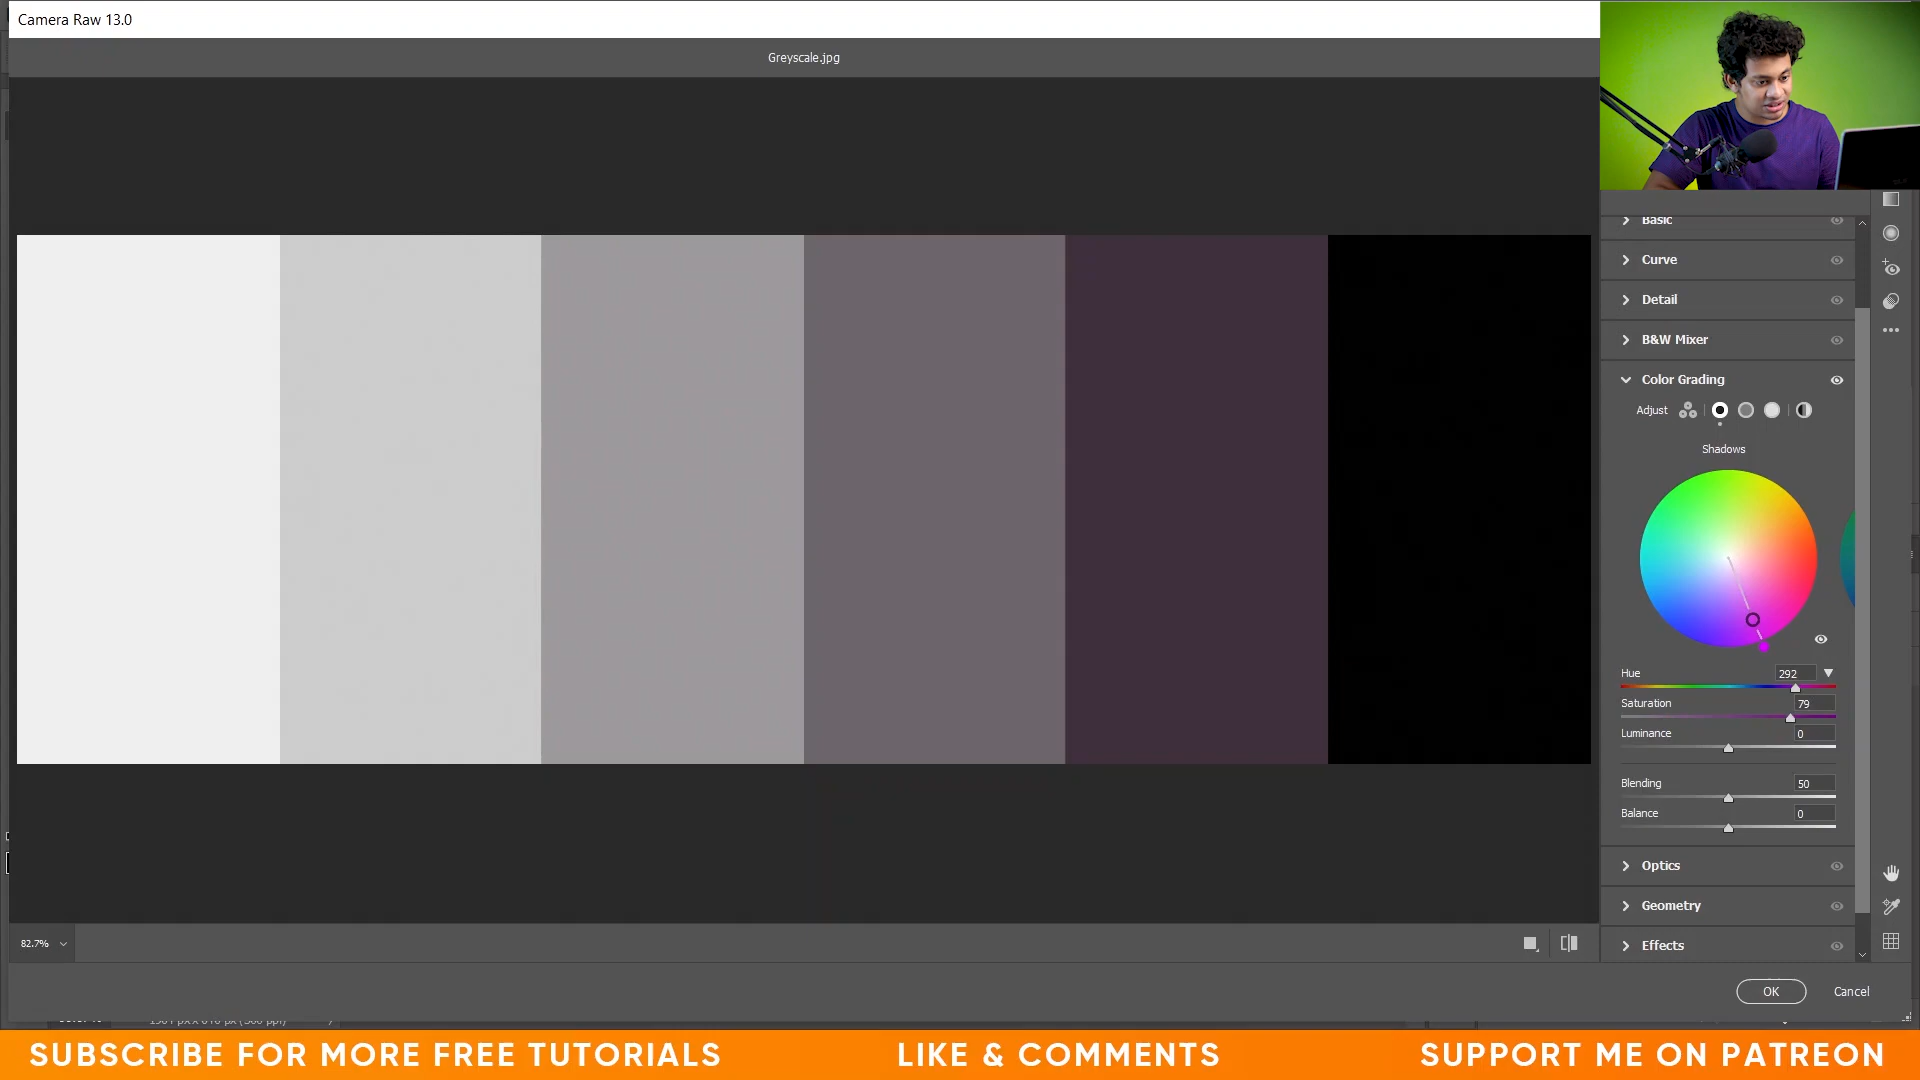 Camera Raw 13.0
Greyscale.jpg
Basic
Curve
Detail
B&W Mixer
Color Grading
Adjust
Shadows
Hue 292
Saturation 79
Luminance 0
Blending 50
Balance 0
Optics
Geometry
Effects
82.7%
OK Cancel
SUBSCRIBE FOR MORE FREE TUTORIALS LIKE & COMMENTS SUPPORT ME ON PATREON